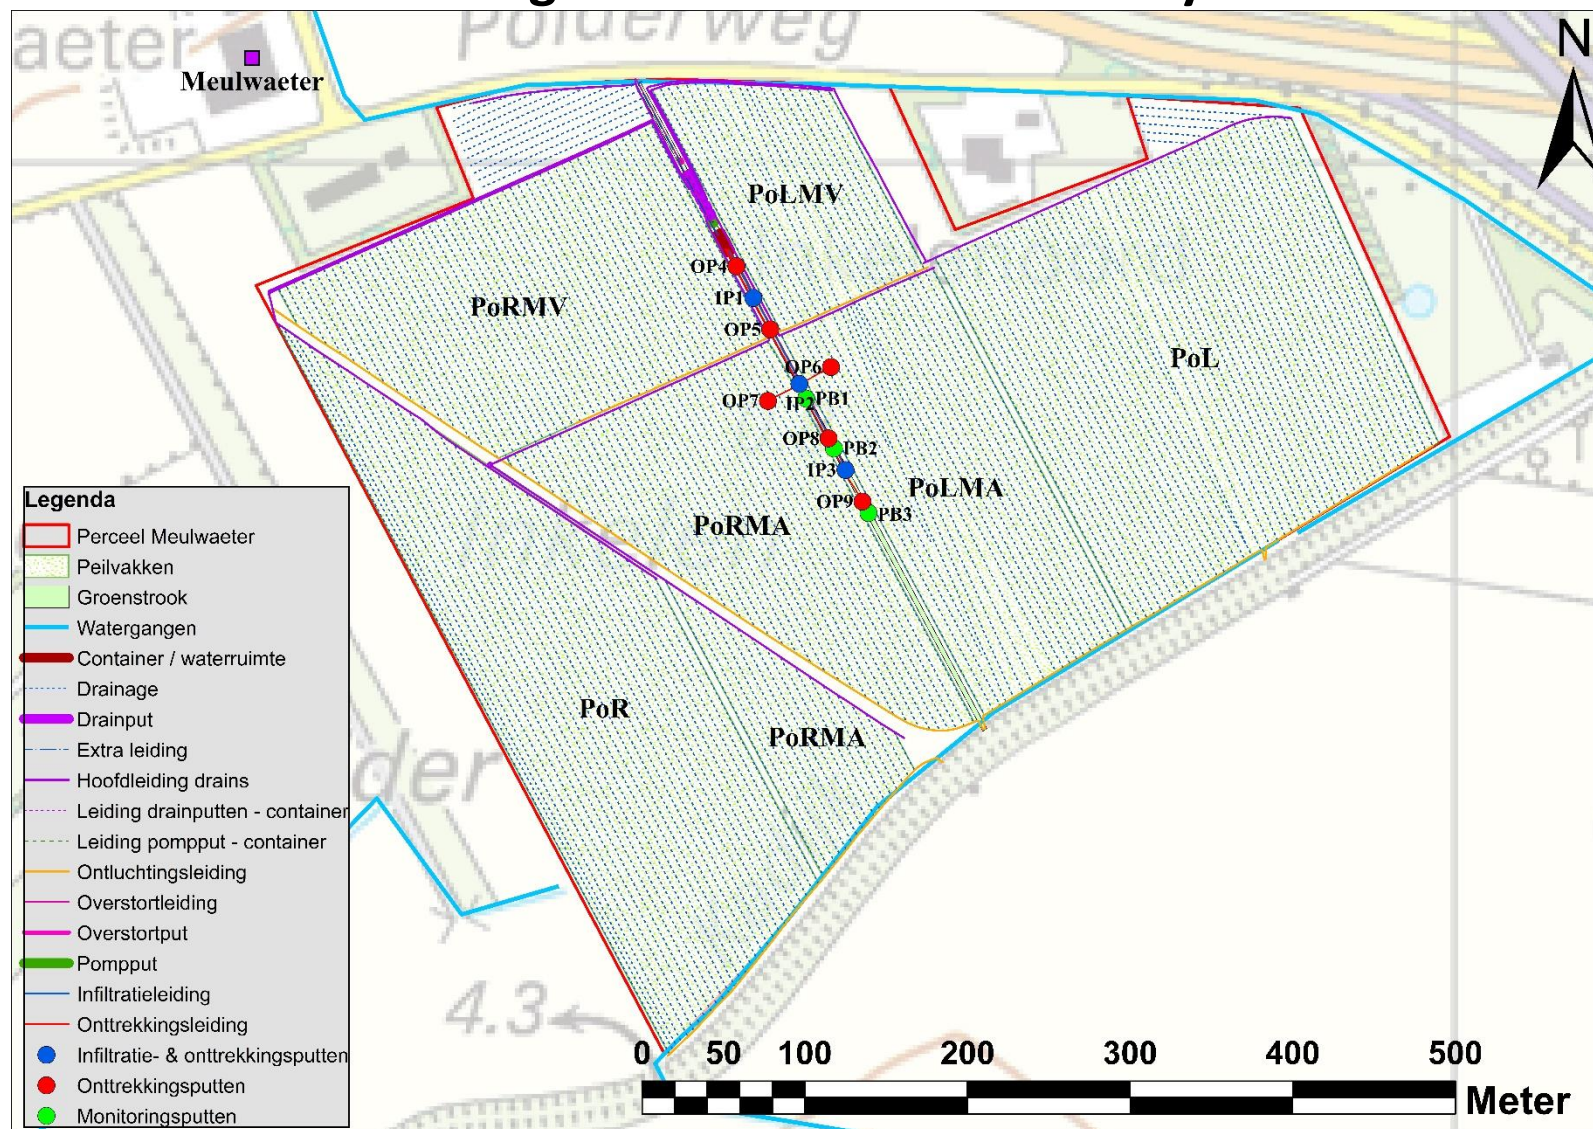 Polderweg
aeter
N
Meulwaeter
PoLMV
OP4
IP1
PoRMV
OP5
PoL
OP6
OP7
IP2
PB1
OP8
PB2
IP3
PoLMA
OP9
PB3
PoRMA
PoR
PoRMA
der
4.3
Legenda
Perceel Meulwaeter
Peilvakken
Groenstrook
Watergangen
Container / waterruimte
Drainage
Drainput
Extra leiding
Hoofdleiding drains
Leiding drainputten - container
Leiding pompput - container
Ontluchtingsleiding
Overstortleiding
Overstortput
Pompput
Infiltratieleiding
Onttrekkingsleiding
Infiltratie- & onttrekkingsputten
Onttrekkingsputten
Monitoringsputten
0 50 100 200 300 400 500
Meter